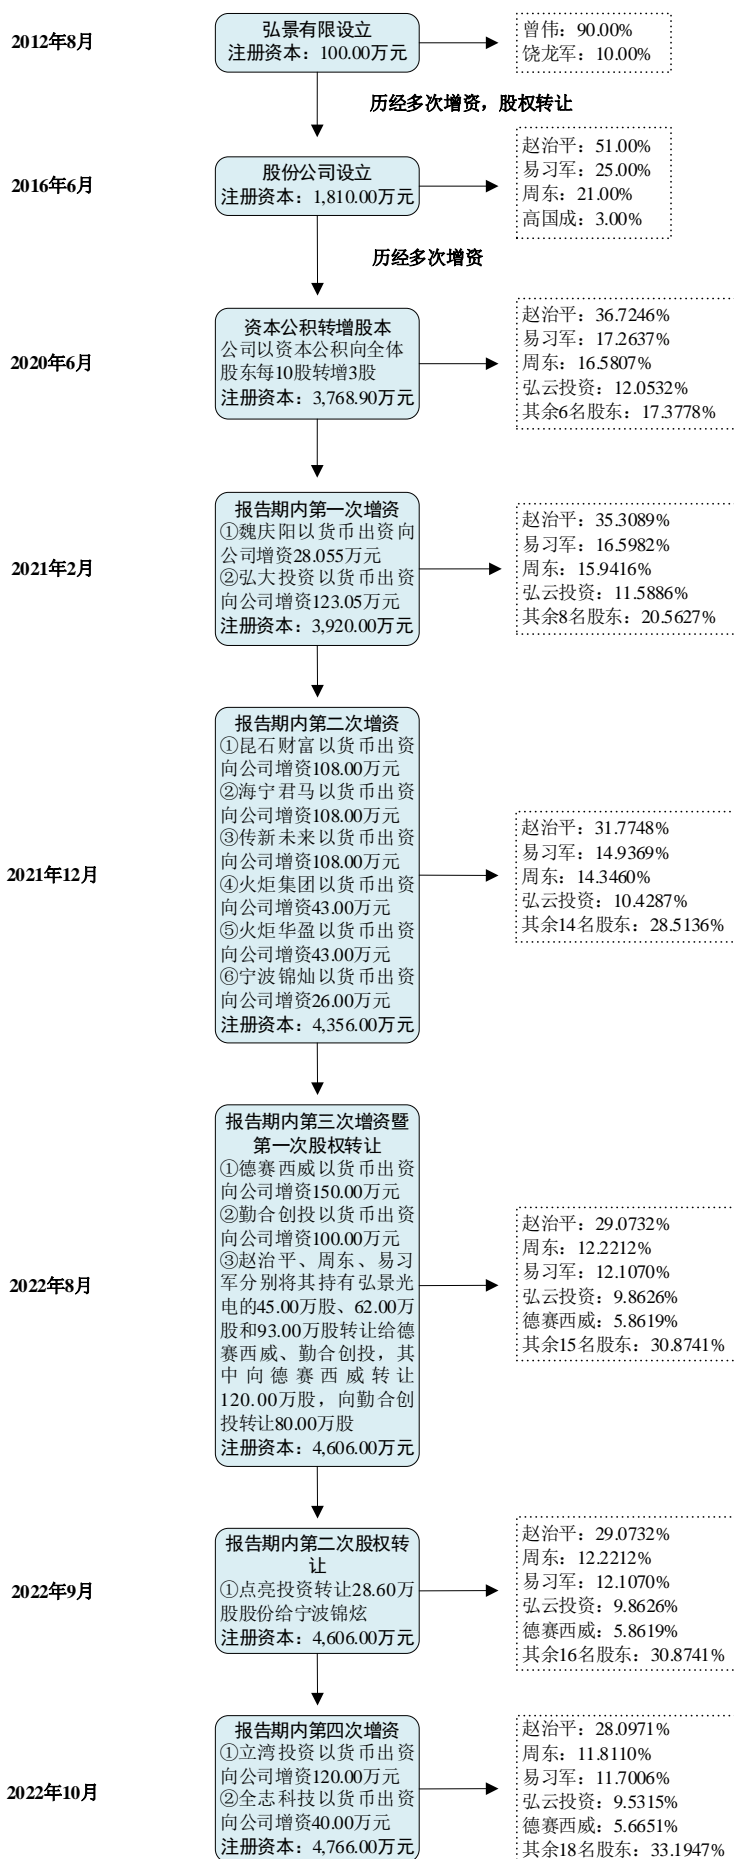 2012年8月
弘景有限设立
注册资本：100.00万元
曾伟：90.00%
饶龙军：10.00%
历经多次增资，股权转让
2016年6月
股份公司设立
注册资本：1,810.00万元
赵治平：51.00%
易习军：25.00%
周东：21.00%
高国成：3.00%
历经多次增资
2020年6月
资本公积转增股本
公司以资本公积向全体
股东每10股转增3股
注册资本：3,768.90万元
赵治平：36.7246%
易习军：17.2637%
周东：16.5807%
弘云投资：12.0532%
其余6名股东：17.3778%
2021年2月
报告期内第一次增资
①魏庆阳以货币出资向
公司增资28.055万元
②弘大投资以货币出资
向公司增资123.05万元
注册资本：3,920.00万元
赵治平：35.3089%
易习军：16.5982%
周东：15.9416%
弘云投资：11.5886%
其余8名股东：20.5627%
2021年12月
报告期内第二次增资
①昆石财富以货币出资
向公司增资108.00万元
②海宁君马以货币出资
向公司增资108.00万元
③传新未来以货币出资
向公司增资108.00万元
④火炬集团以货币出资
向公司增资43.00万元
⑤火炬华盈以货币出资
向公司增资43.00万元
⑥宁波锦灿以货币出资
向公司增资26.00万元
注册资本：4,356.00万元
赵治平：31.7748%
易习军：14.9369%
周东：14.3460%
弘云投资：10.4287%
其余14名股东：28.5136%
2022年8月
报告期内第三次增资暨
第一次股权转让
①德赛西威以货币出资
向公司增资150.00万元
②勤合创投以货币出资
向公司增资100.00万元
③赵治平、周东、易习
军分别将其持有弘景光
电的45.00万股、62.00万
股和93.00万股转让给德
赛西威、勤合创投，其
中向德赛西威转让
120.00万股，向勤合创
投转让80.00万股
注册资本：4,606.00万元
赵治平：29.0732%
周东：12.2212%
易习军：12.1070%
弘云投资：9.8626%
德赛西威：5.8619%
其余15名股东：30.8741%
2022年9月
报告期内第二次股权转
让
①点亮投资转让28.60万
股股份给宁波锦炫
注册资本：4,606.00万元
赵治平：29.0732%
周东：12.2212%
易习军：12.1070%
弘云投资：9.8626%
德赛西威：5.8619%
其余16名股东：30.8741%
2022年10月
报告期内第四次增资
①立湾投资以货币出资
向公司增资120.00万元
②全志科技以货币出资
向公司增资40.00万元
注册资本：4,766.00万元
赵治平：28.0971%
周东：11.8110%
易习军：11.7006%
弘云投资：9.5315%
德赛西威：5.6651%
其余18名股东：33.1947%